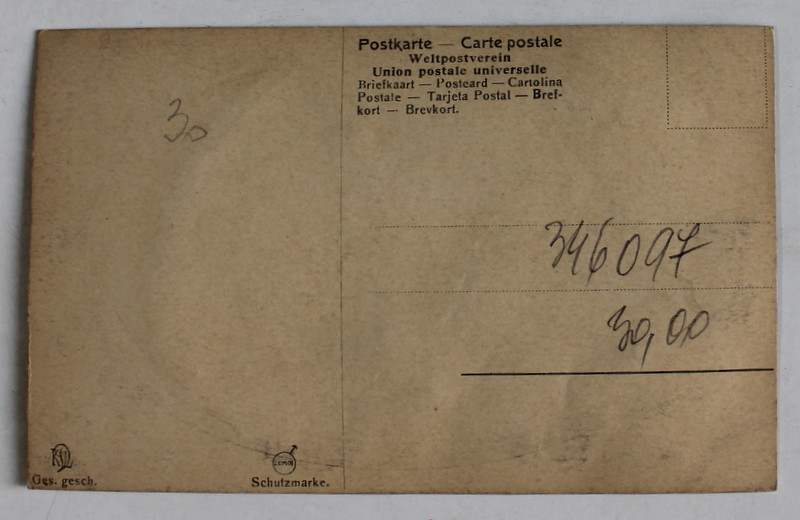 30
Postkarte — Carte postale
Weltpostverein
Union postale universelle
Briefkaart — Postcard — Cartolina
Postale — Tarjeta Postal — Bref-
kort — Brevkort.
346097
30,00
Ges. gesch.
Schutzmarke.